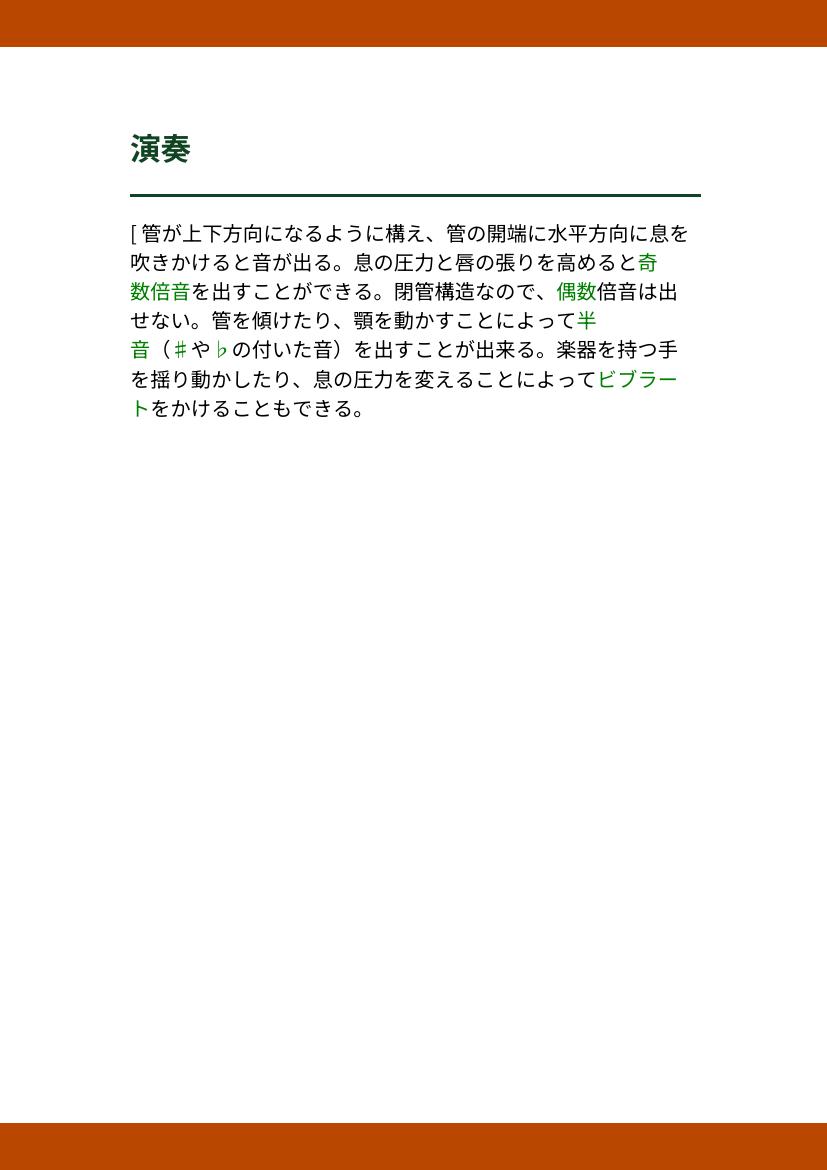 演奏
[ 管が上下方向になるように構え、管の開端に水平方向に息を
吹きかけると音が出る。息の圧力と唇の張りを高めると奇
数倍音を出すことができる。閉管構造なので、偶数倍音は出
せない。管を傾けたり、顎を動かすことによって半
音（♯や♭の付いた音）を出すことが出来る。楽器を持つ手
を揺り動かしたり、息の圧力を変えることによってビブラー
トをかけることもできる。